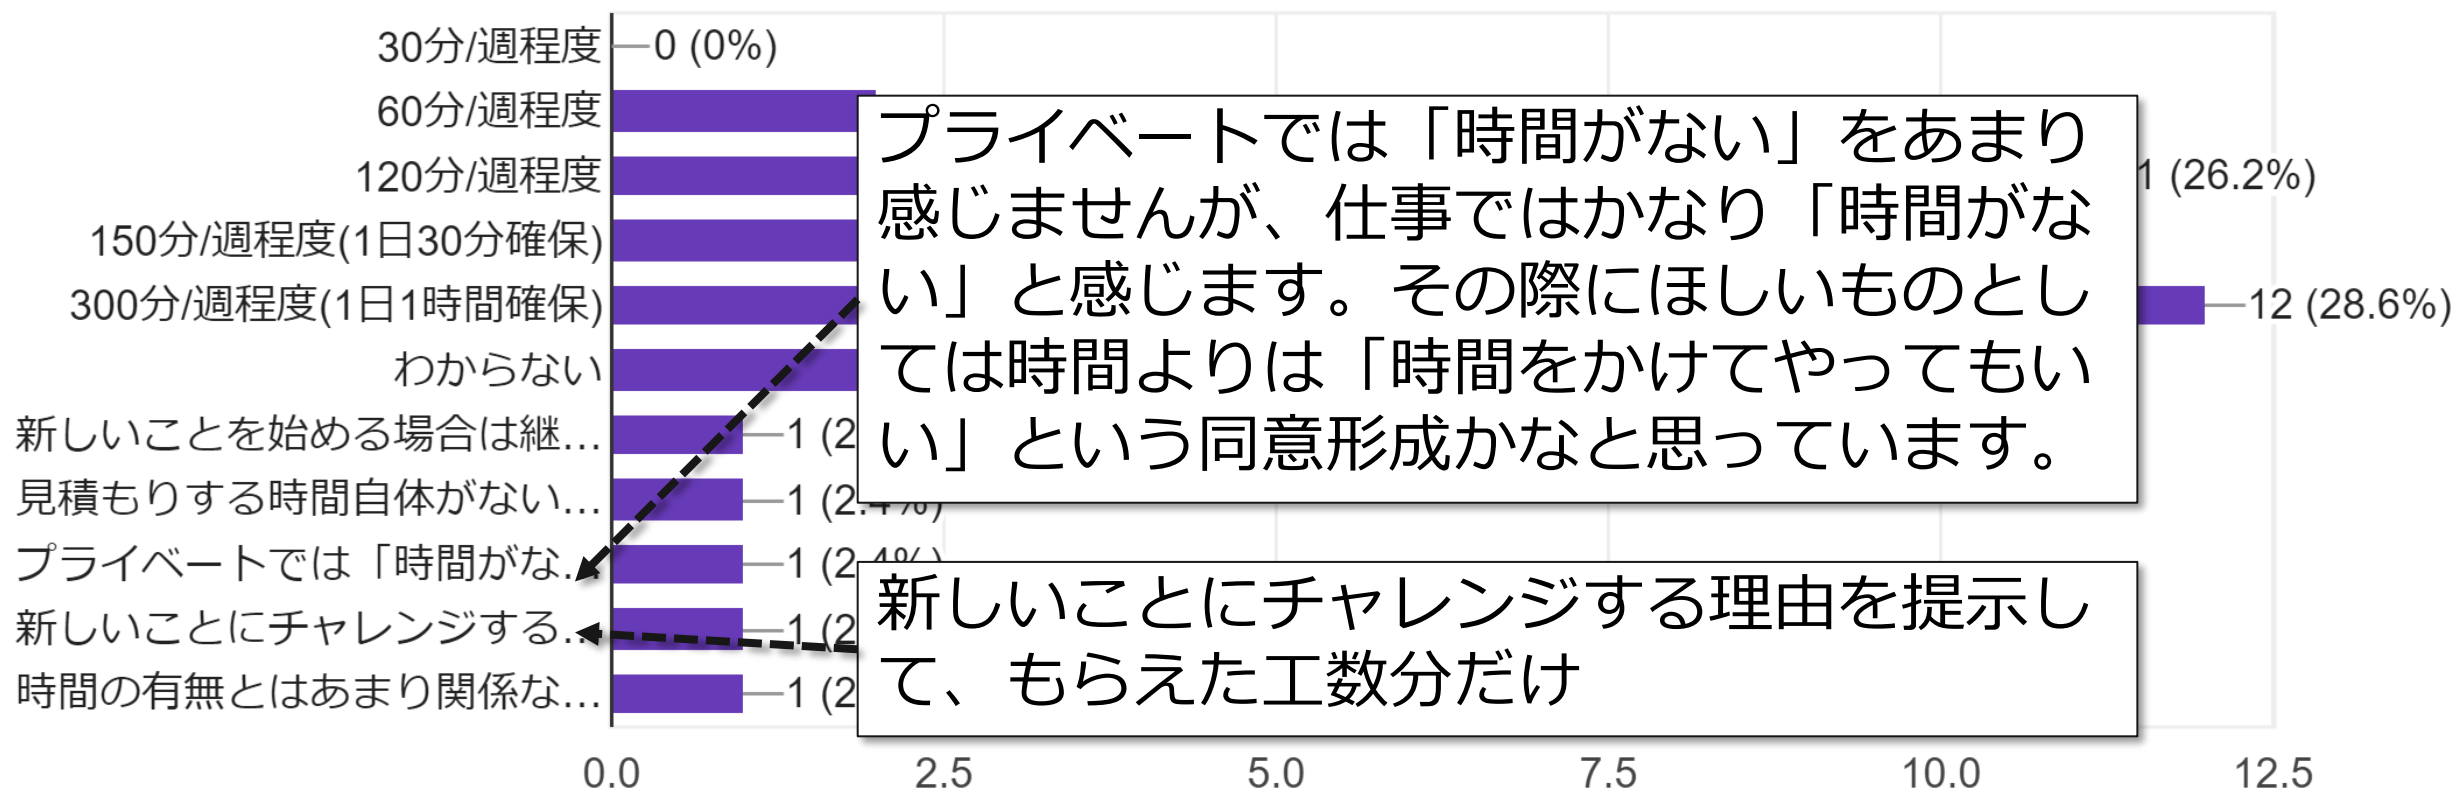 30分/週程度
0 (0%)
60分/週程度
120分/週程度
1 (26.2%)
150分/週程度(1日30分確保)
300分/週程度(1日1時間確保)
12 (28.6%)
わからない
新しいことを始める場合は継…
1 (2
見積もりする時間自体がない…
1 (2.4%)
プライベートでは「時間がな…
1 (2.4%)
新しいことにチャレンジする…
1 (2
時間の有無とはあまり関係な…
1 (2
プライベートでは「時間がない」をあまり
感じませんが、仕事ではかなり「時間がな
い」と感じます。その際にほしいものとし
ては時間よりは「時間をかけてやってもい
い」という同意形成かなと思っています。
新しいことにチャレンジする理由を提示し
て、もらえた工数分だけ
0.0
2.5
5.0
7.5
10.0
12.5